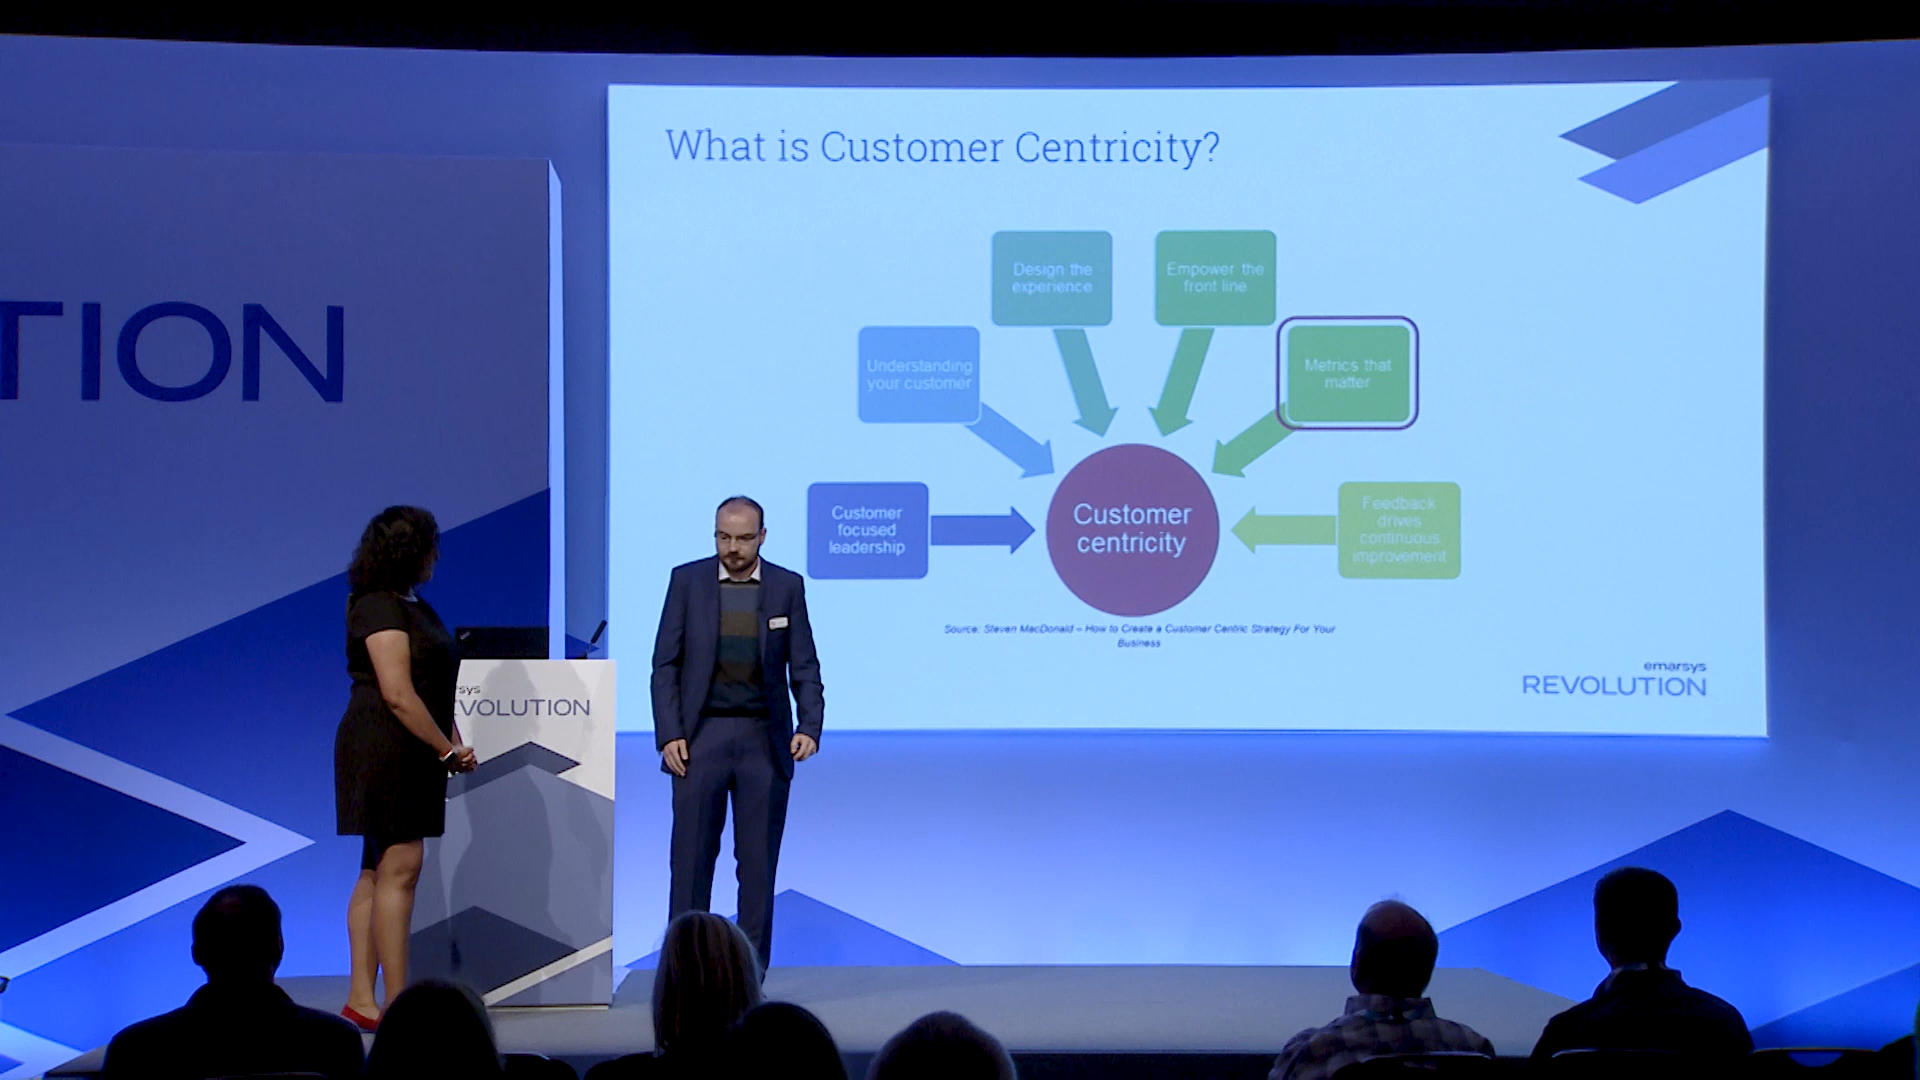 What is Customer Centricity?
Design the
experience
Empower the
front line
Understanding
your customer
Metrics that
matter
Customer
focused
leadership
Customer
centricity
Feedback
drives
continuous
improvement
Source: Steven MacDonald – How to Create a Customer Centric Strategy For Your
Business
emarsys
REVOLUTION
TION
rsys
EVOLUTION